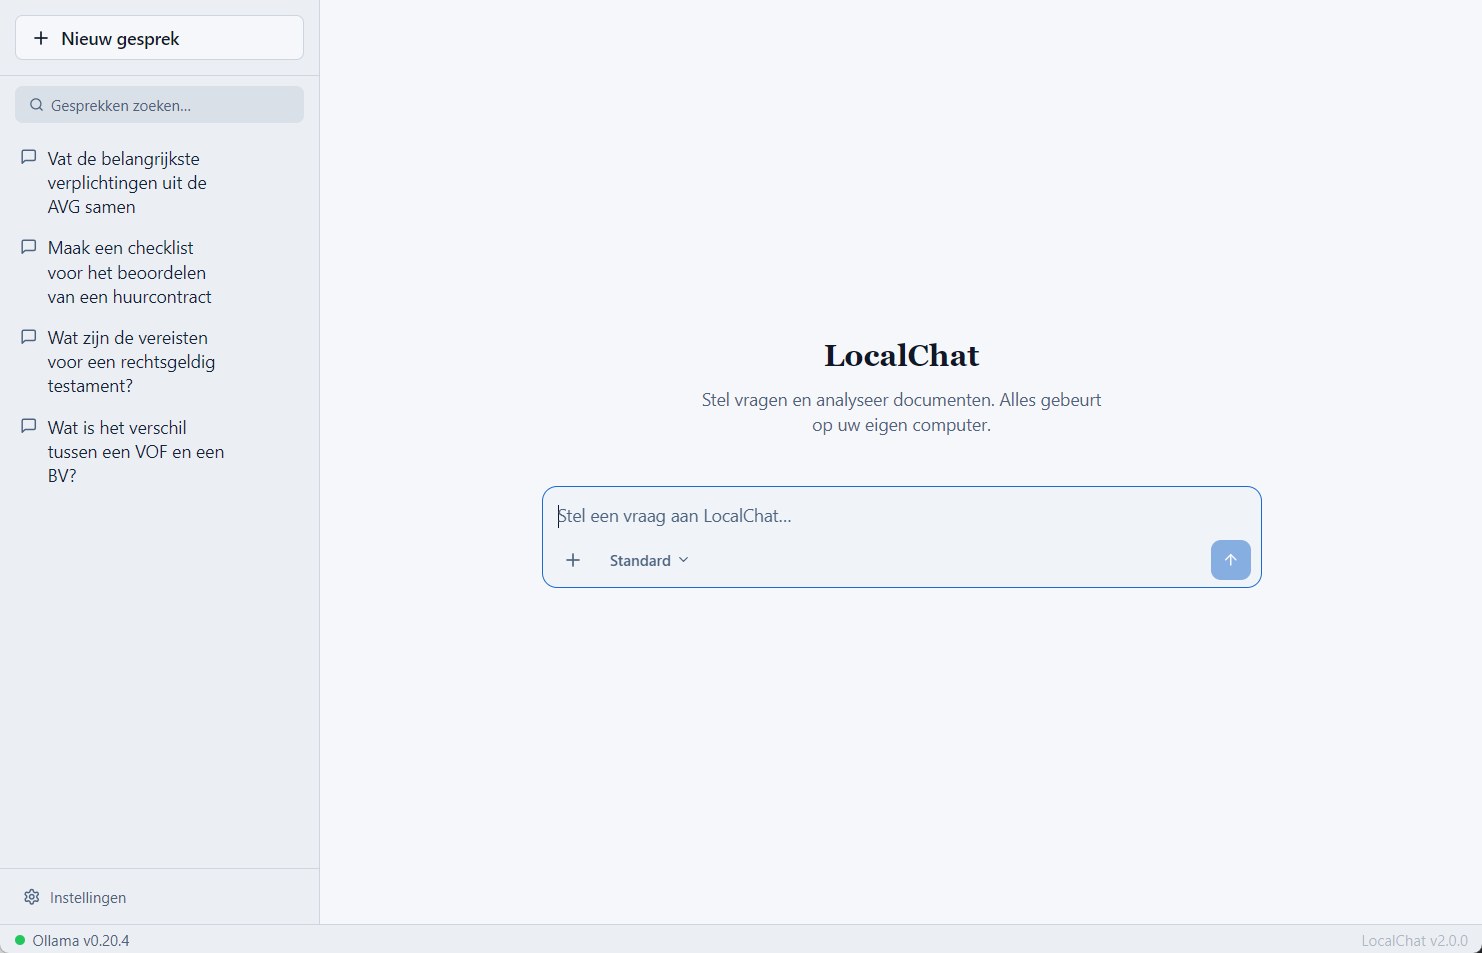 Nieuw gesprek
Gesprekken zoeken...
Vat de belangrijkste
verplichtingen uit de
AVG samen
Maak een checklist
voor het beoordelen
van een huurcontract
Wat zijn de vereisten
voor een rechtsgeldig
testament?
Wat is het verschil
tussen een VOF en een
BV?
Instellingen
LocalChat
Stel vragen en analyseer documenten. Alles gebeurt
op uw eigen computer.
Stel een vraag aan LocalChat...
Standard
Ollama v0.20.4
LocalChat v2.0.0